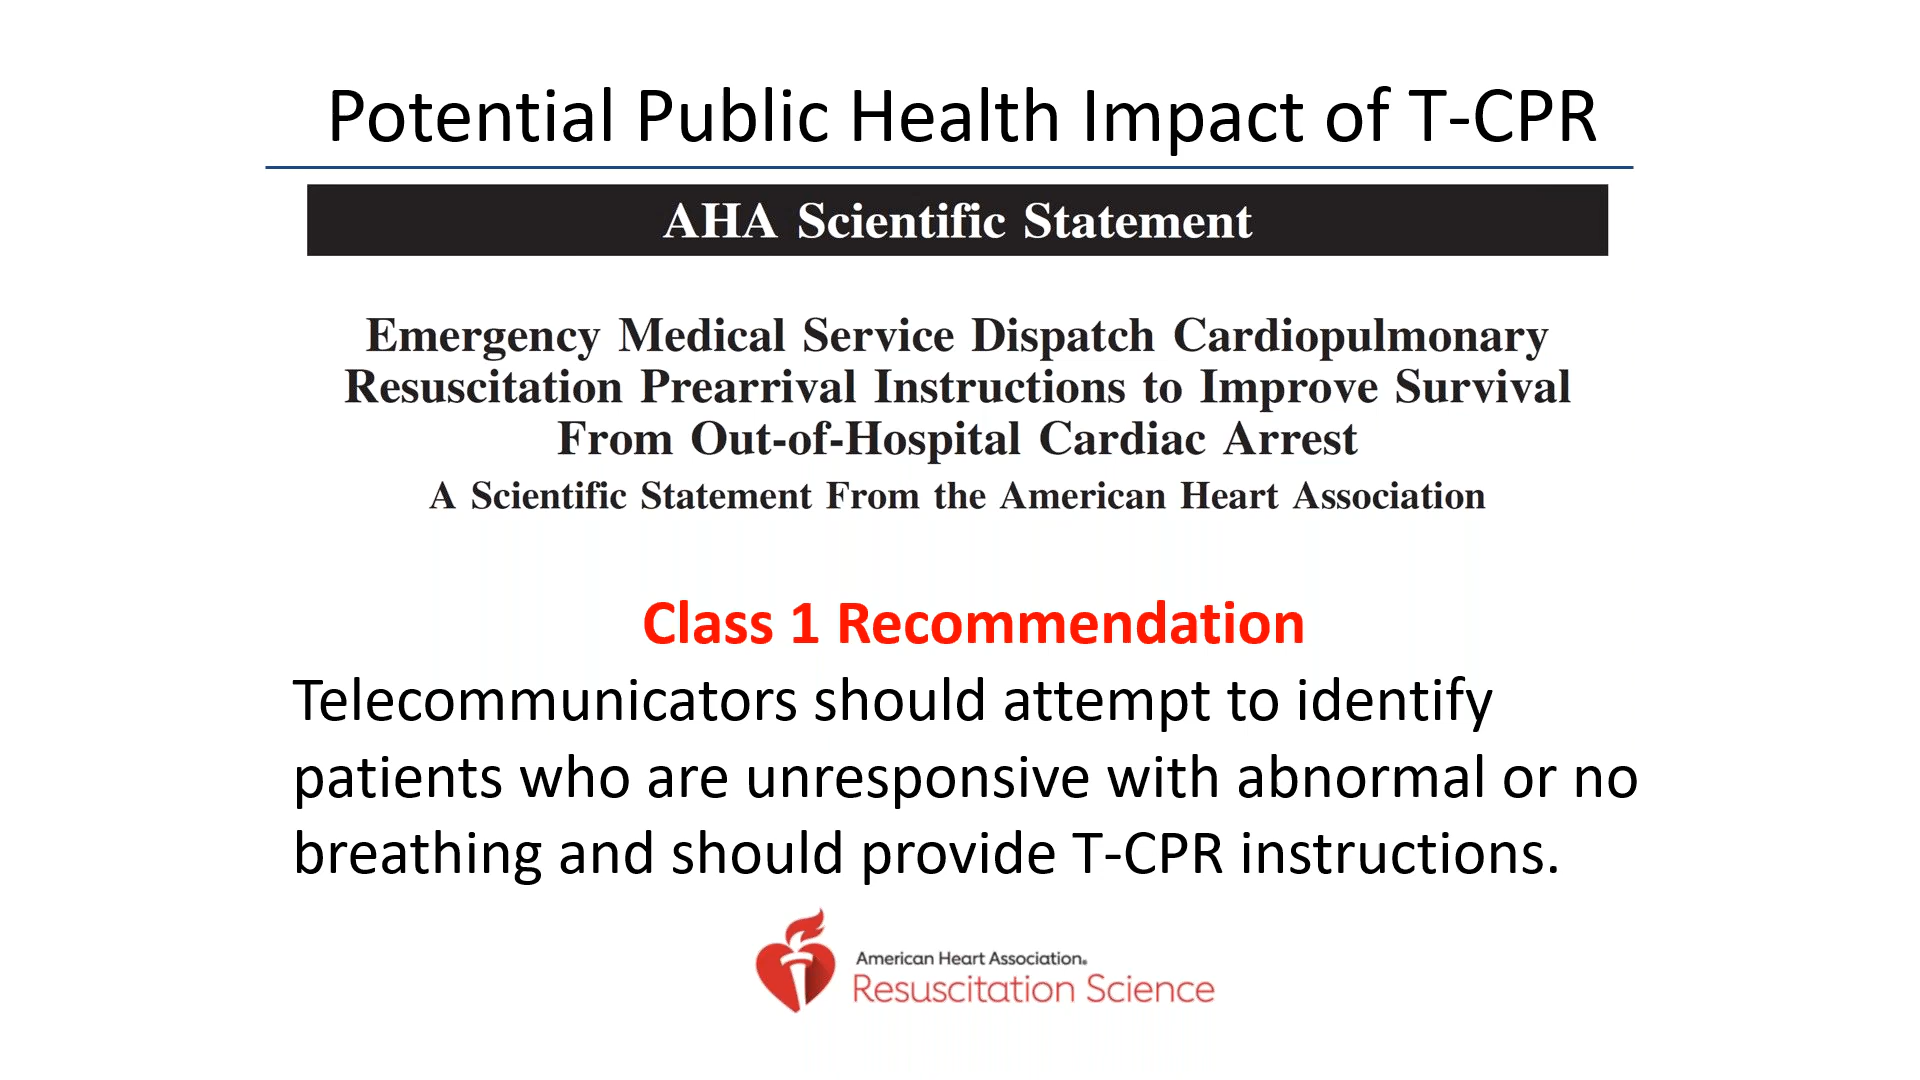 Potential Public Health Impact of T-CPR
AHA Scientific Statement
Emergency Medical Service Dispatch Cardiopulmonary
Resuscitation Prearrival Instructions to Improve Survival
From Out-of-Hospital Cardiac Arrest
A Scientific Statement From the American Heart Association
Class 1 Recommendation
Telecommunicators should attempt to identify
patients who are unresponsive with abnormal or no
breathing and should provide T-CPR instructions.
American Heart Association®
Resuscitation Science